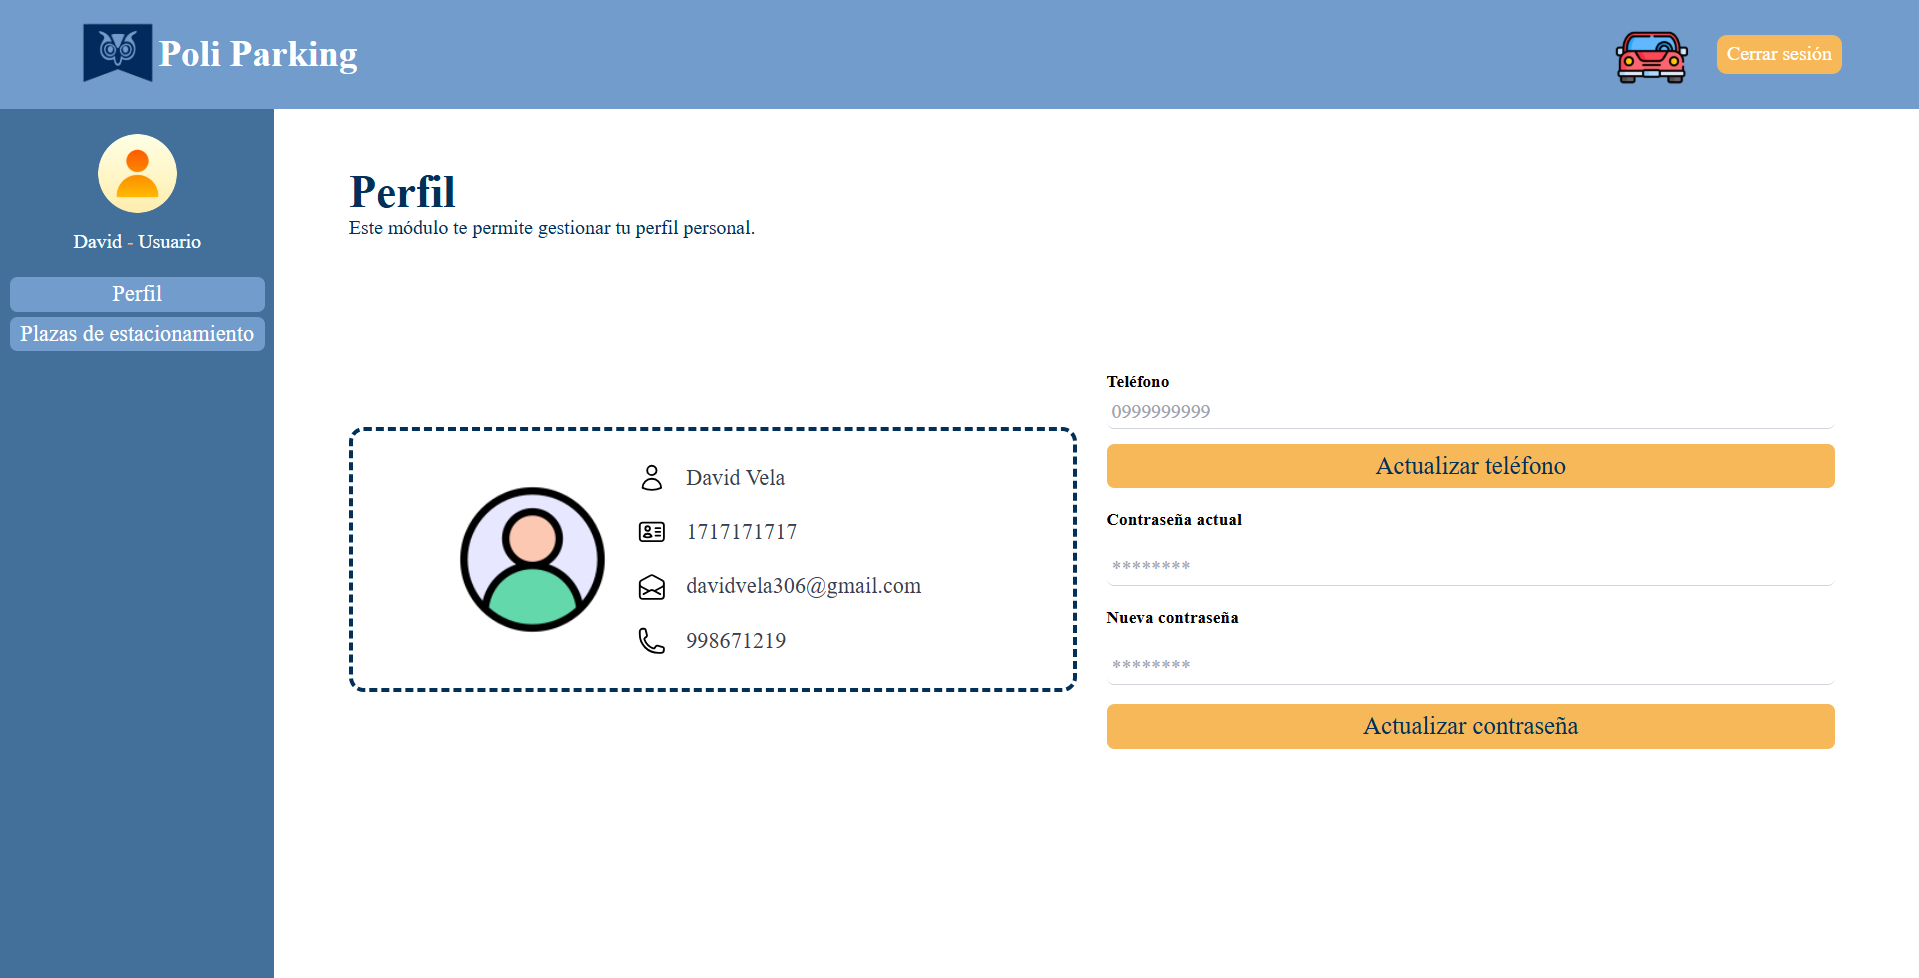 Poli Parking
Cerrar sesión
David - Usuario
Perfil
Plazas de estacionamiento
Perfil
Este módulo te permite gestionar tu perfil personal.
David Vela
1717171717
davidvela306@gmail.com
998671219
Teléfono
0999999999
Actualizar teléfono
Contraseña actual
********
Nueva contraseña
********
Actualizar contraseña